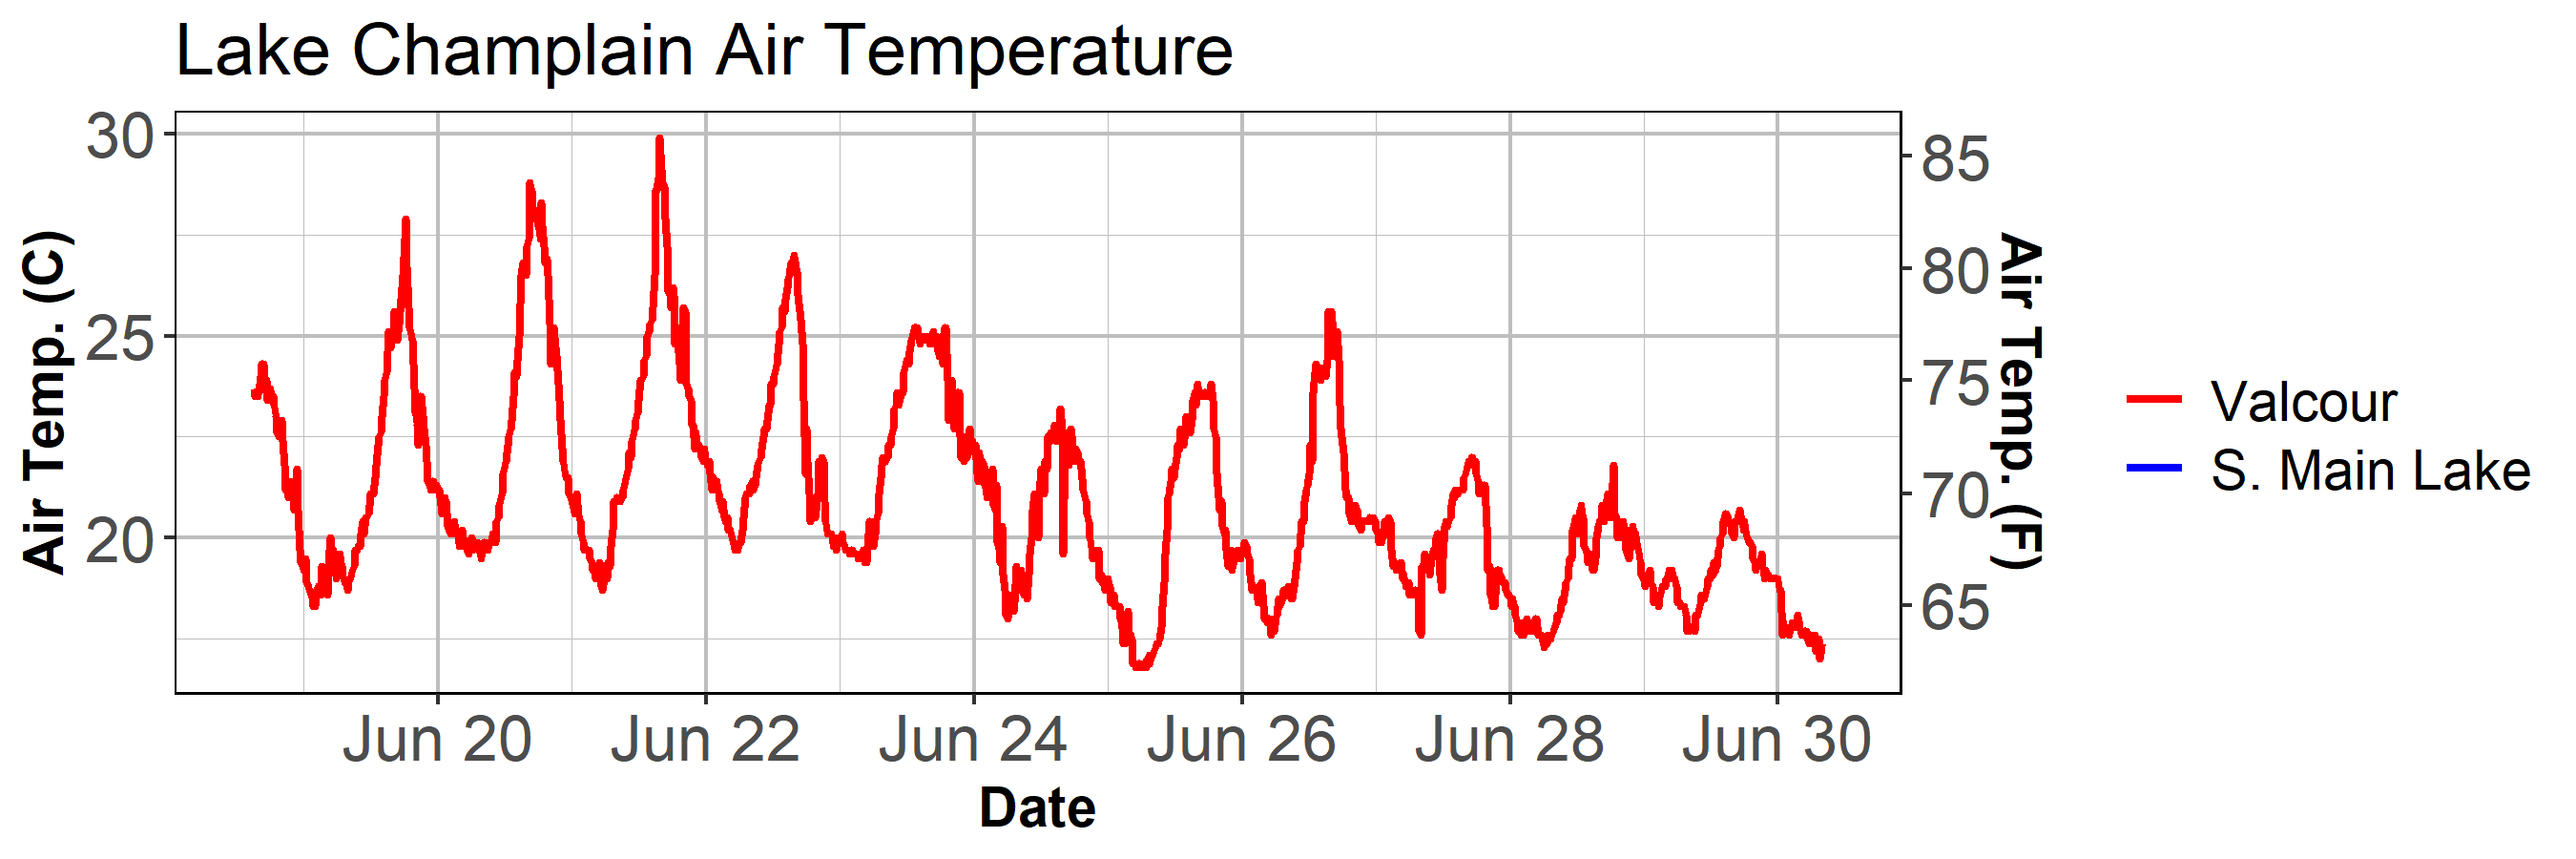 Lake Champlain Air Temperature
Air Temp. (C)
30
25
20
85
80
75
70
65
Air Temp. (F)
Valcour
S. Main Lake
Jun 20 Jun 22 Jun 24 Jun 26 Jun 28 Jun 30
Date